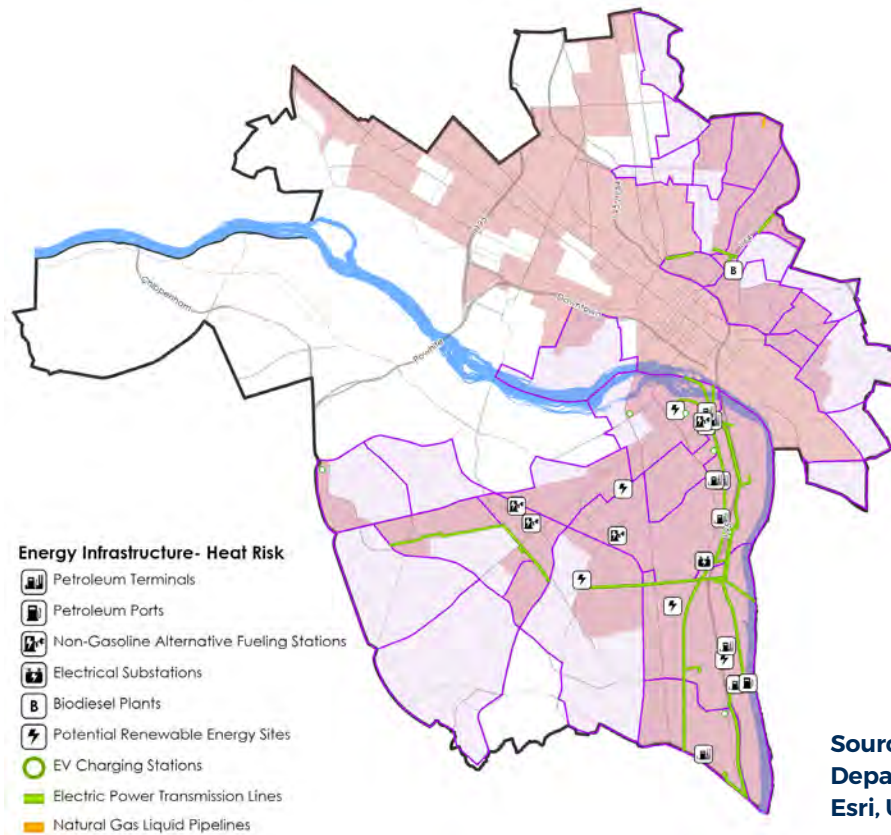 I-95
Downtown
Chippenham
Powhite
B
Energy Infrastructure- Heat Risk
Petroleum Terminals
Petroleum Ports
Non-Gasoline Alternative Fueling Stations
Electrical Substations
B Biodiesel Plants
Potential Renewable Energy Sites
EV Charging Stations
Electric Power Transmission Lines
Natural Gas Liquid Pipelines
Sourc
Depa
Esri, U